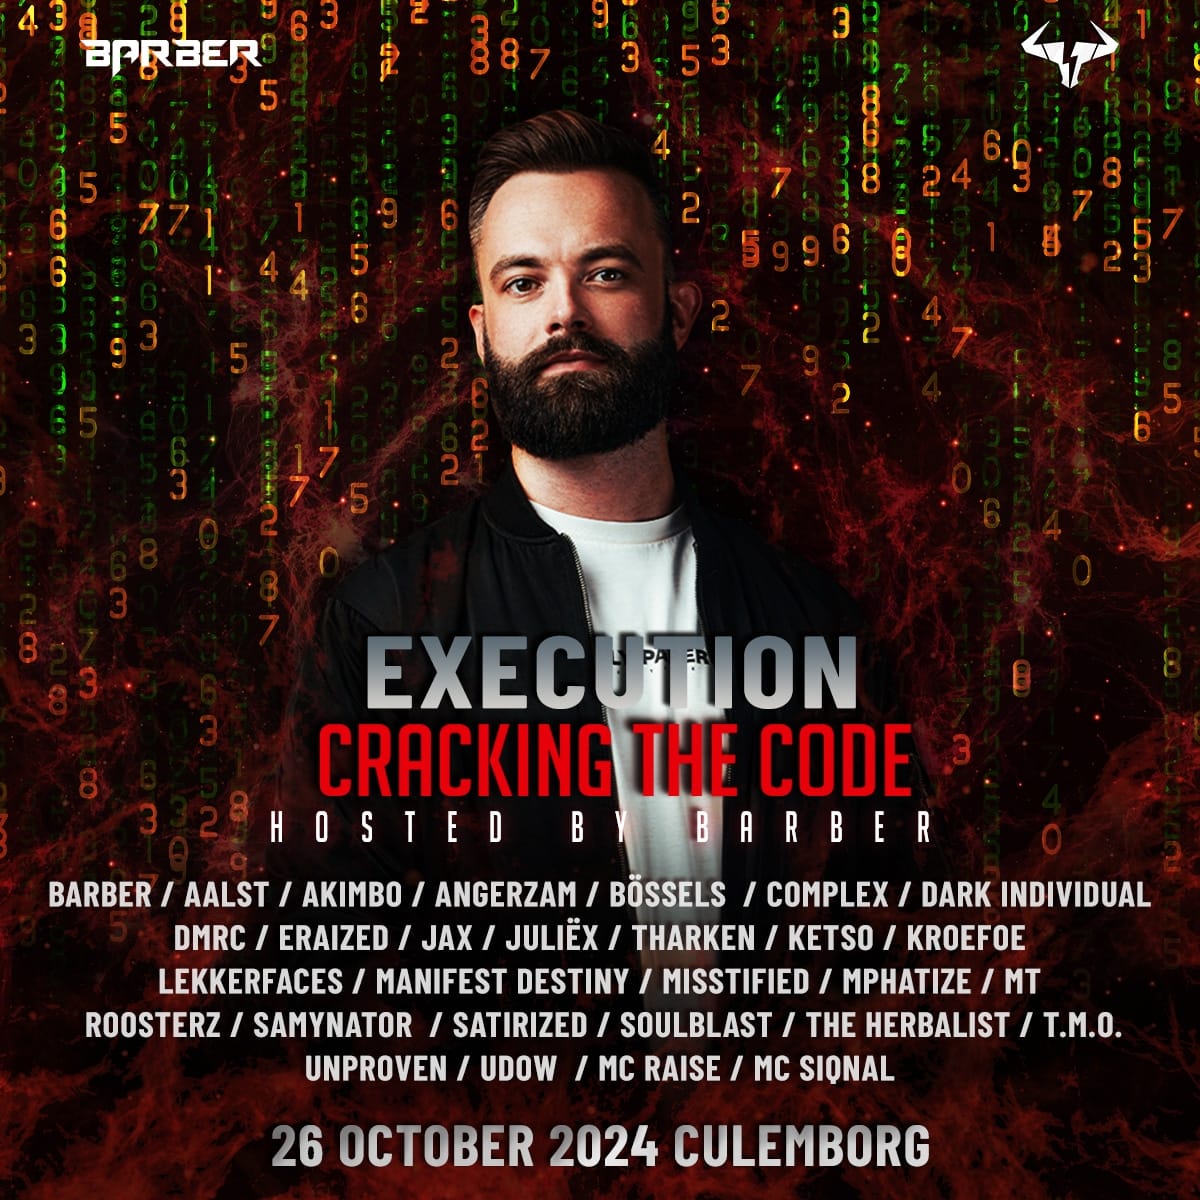 BARBER
EXECUTION
CRACKING THE CODE
HOSTED BY BARBER
BARBER / AALST / AKIMBO / ANGERZAM / BÖSSELS / COMPLEX / DARK INDIVIDUAL
DMRC / ERAIZED / JAX / JULIËX / THARKEN / KETSO / KROEFOE
LEKKERFACES / MANIFEST DESTINY / MISSTIFIED / MPHATIZE / MT
ROOSTERZ / SAMYNATOR / SATIRIZED / SOULBLAST / THE HERBALIST / T.M.O.
UNPROVEN / UDOW / MC RAISE / MC SIQNAL
26 OCTOBER 2024 CULEMBORG